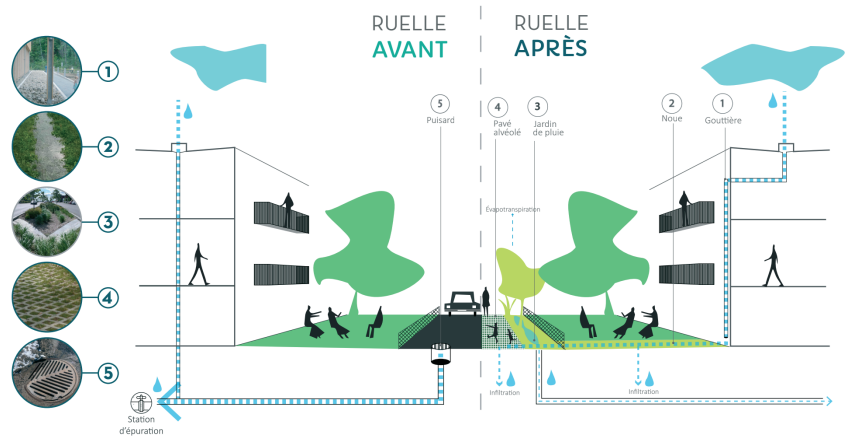 RUELLE
AVANT
RUELLE
APRÈS
1
2
3
4
5
5
Puisard
4
Pavé
alvéolé
3
Jardin
de pluie
2
Noue
1
Gouttière
Évapotranspiration
Infiltration
Infiltration
Station
d'épuration